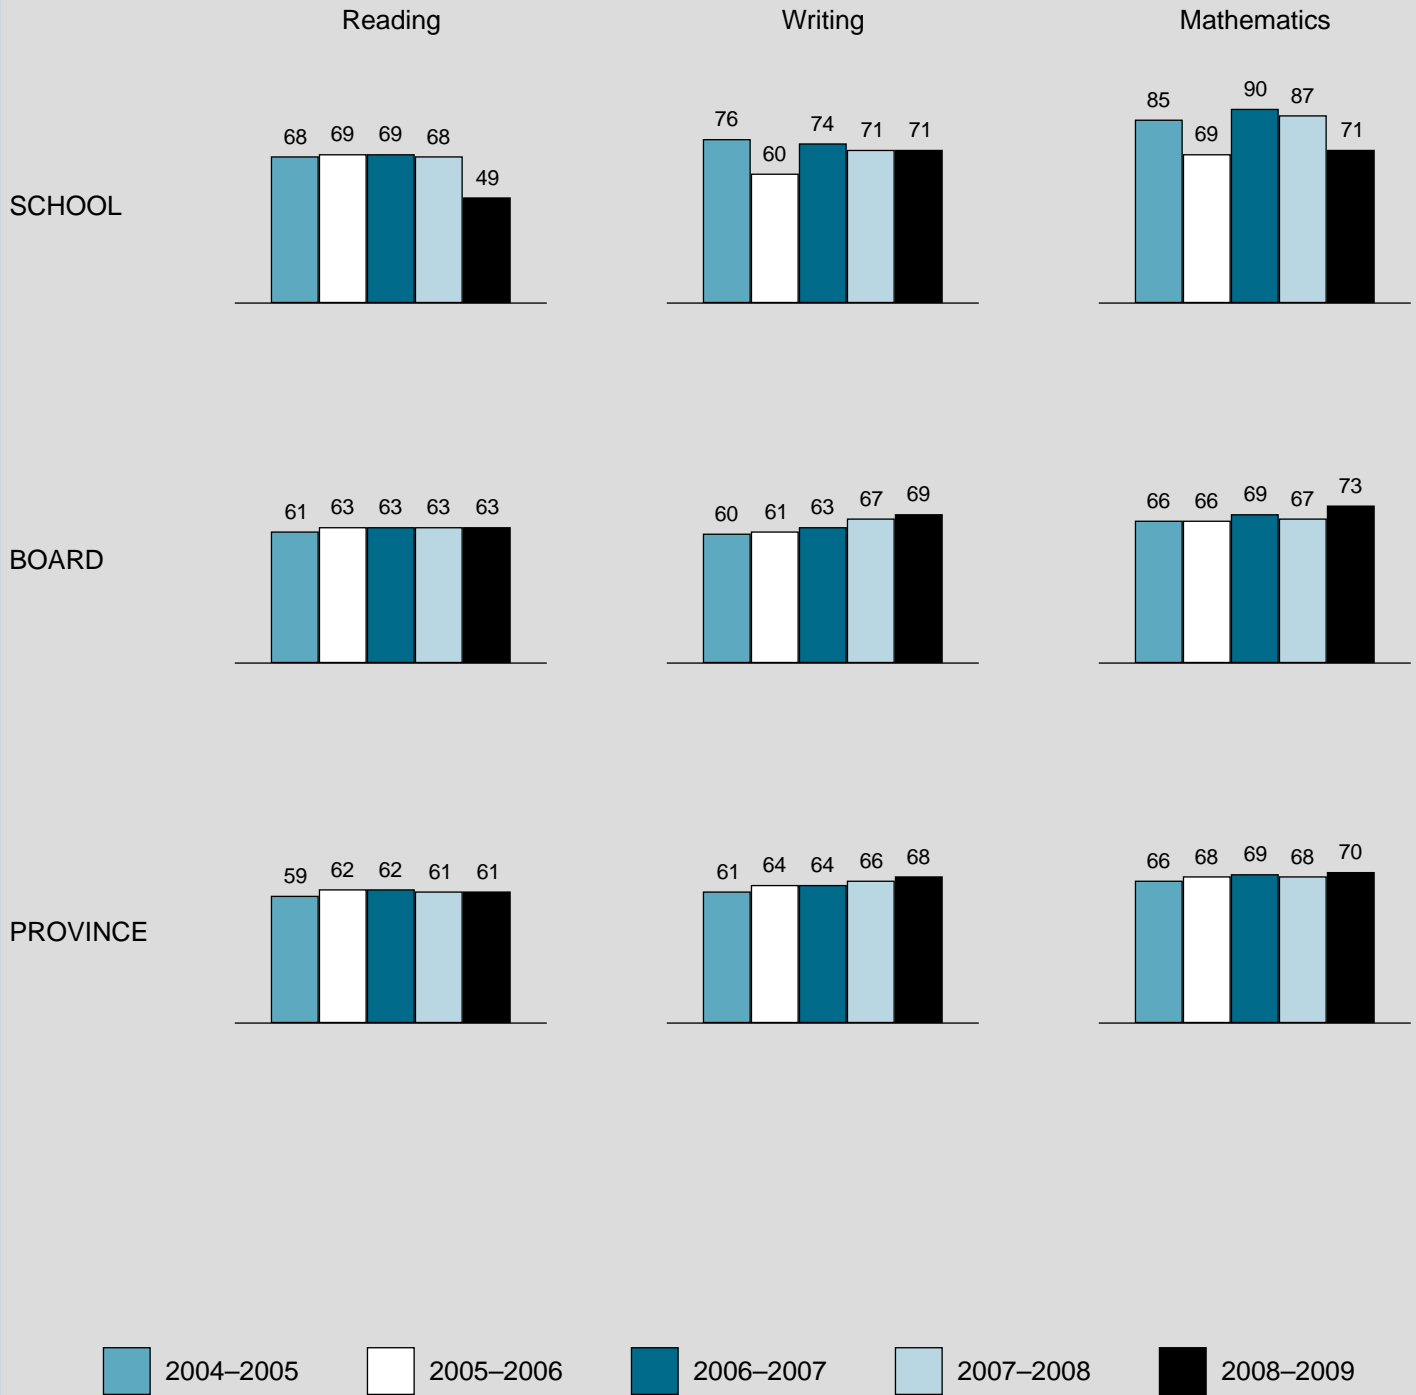 Reading Writing Mathematics
SCHOOL
68 69 69 68 49
76 60 74 71 71
85 69 90 87 71
BOARD
61 63 63 63 63
60 61 63 67 69
66 66 69 67 73
PROVINCE
59 62 62 61 61
61 64 64 66 68
66 68 69 68 70
2004–2005 2005–2006 2006–2007 2007–2008 2008–2009